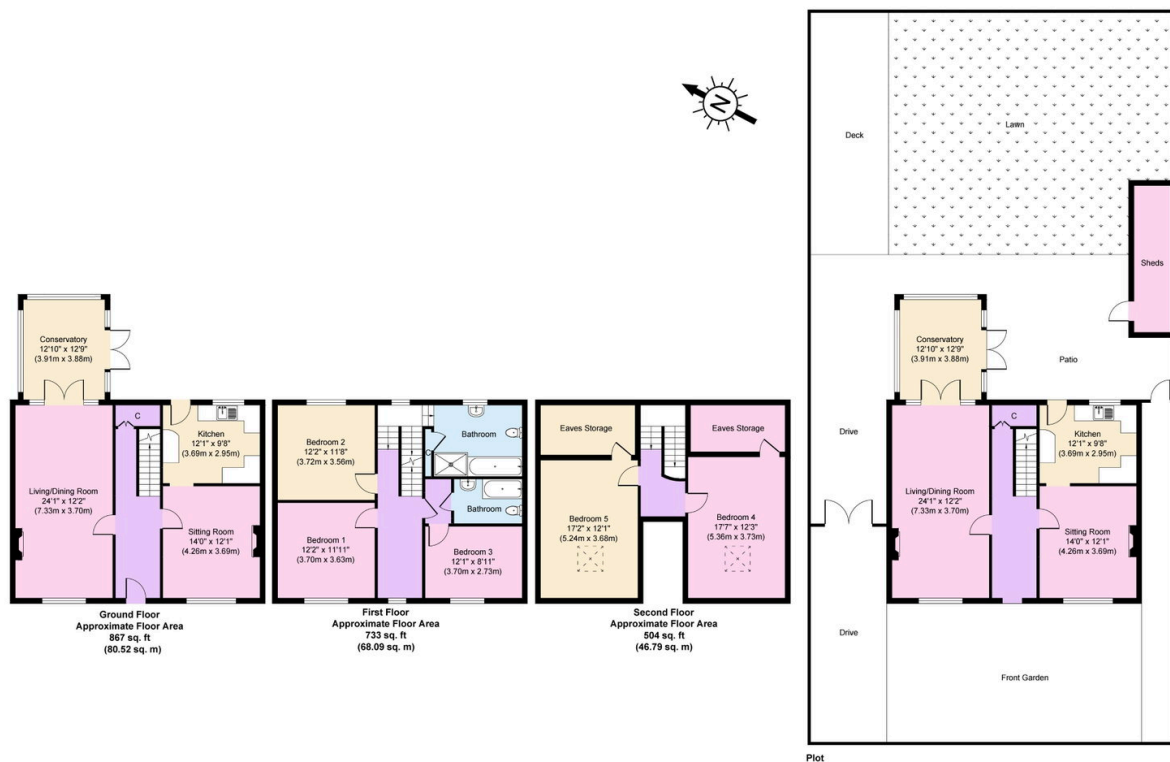 N
Conservatory
12'10" x 12'9"
(3.91m x 3.88m)
C
Kitchen
12'1" x 9'8"
(3.69m x 2.95m)
Living/Dining Room
24'1" x 12'2"
(7.33m x 3.70m)
Sitting Room
14'0" x 12'1"
(4.26m x 3.69m)
Ground Floor
Approximate Floor Area
867 sq. ft
(80.52 sq. m)
Bedroom 2
12'2" x 11'8"
(3.72m x 3.56m)
C
Bathroom
Bathroom
Bedroom 1
12'2" x 11'11"
(3.70m x 3.63m)
Bedroom 3
12'1" x 8'11"
(3.70m x 2.73m)
First Floor
Approximate Floor Area
733 sq. ft
(68.09 sq. m)
Eaves Storage
Eaves Storage
Bedroom 5
17'2" x 12'1"
(5.24m x 3.68m)
Bedroom 4
17'7" x 12'3"
(5.36m x 3.73m)
Second Floor
Approximate Floor Area
504 sq. ft
(46.79 sq. m)
Deck
Lawn
Sheds
Conservatory
12'10" x 12'9"
(3.91m x 3.88m)
Patio
Drive
C
Kitchen
12'1" x 9'8"
(3.69m x 2.95m)
Living/Dining Room
24'1" x 12'2"
(7.33m x 3.70m)
Sitting Room
14'0" x 12'1"
(4.26m x 3.69m)
Drive
Front Garden
Plot